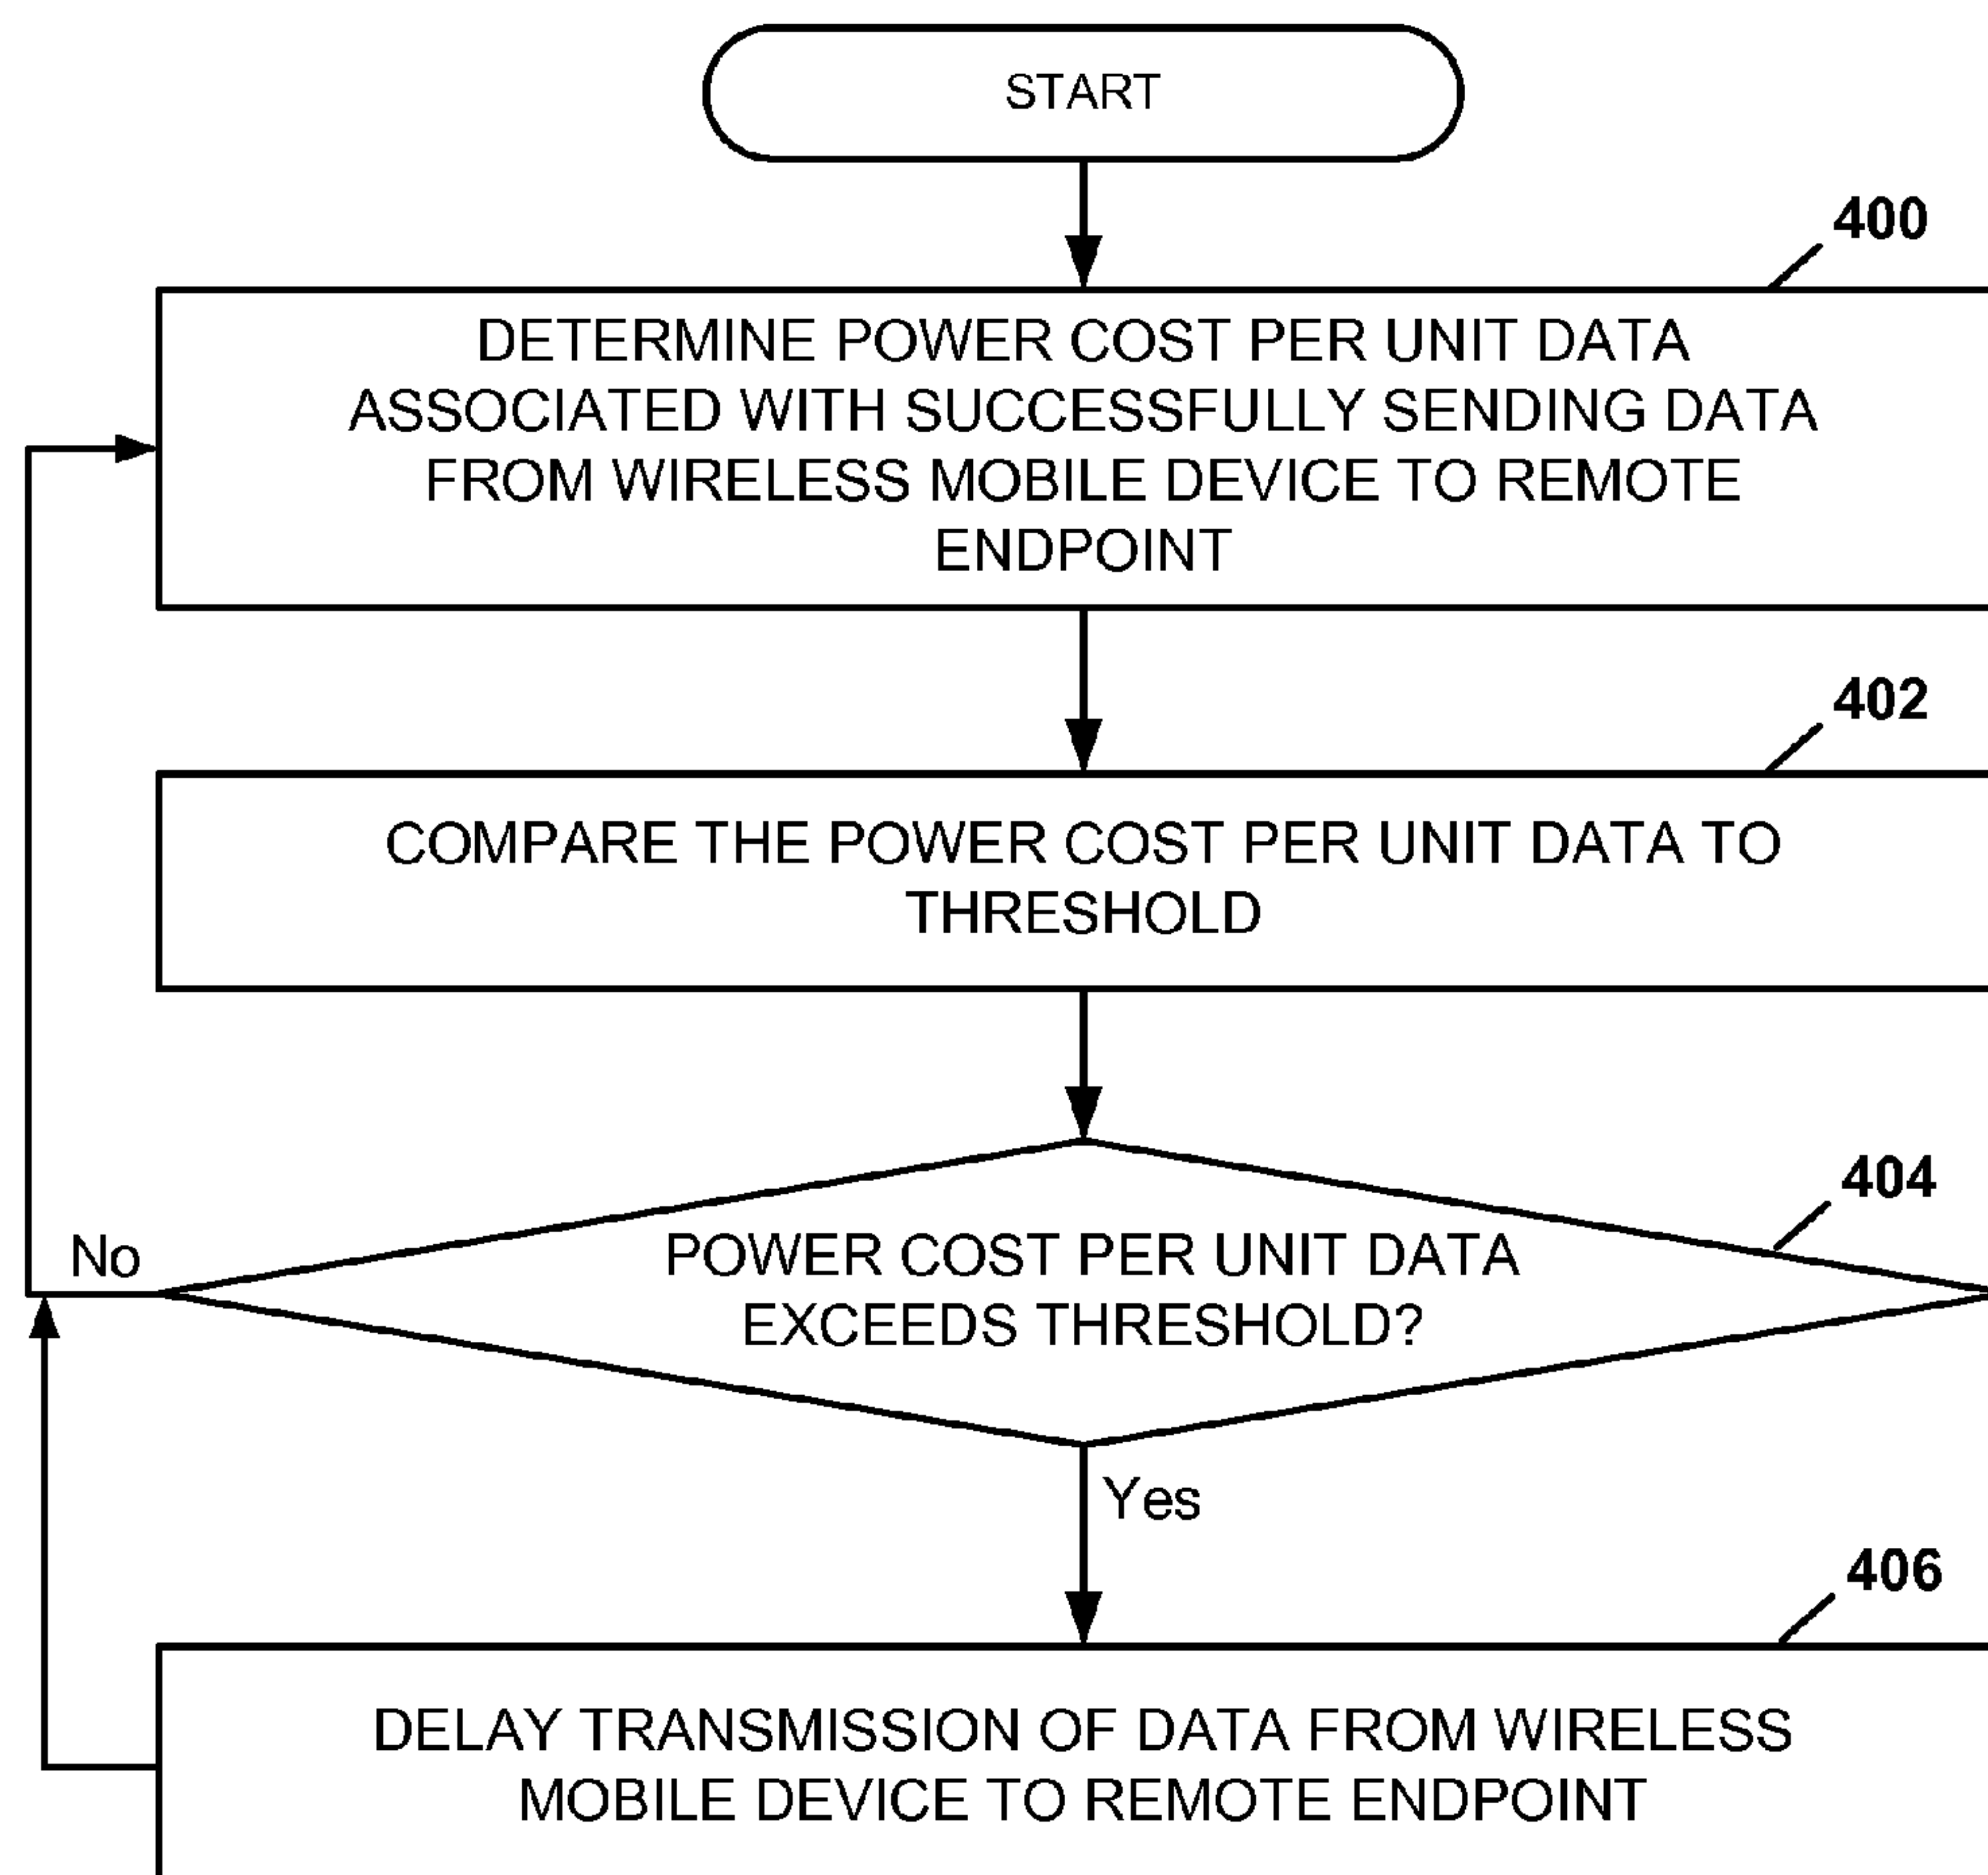 START
400
DETERMINE POWER COST PER UNIT DATA
ASSOCIATED WITH SUCCESSFULLY SENDING DATA
FROM WIRELESS MOBILE DEVICE TO REMOTE
ENDPOINT
402
COMPARE THE POWER COST PER UNIT DATA TO
THRESHOLD
404
No
POWER COST PER UNIT DATA
EXCEEDS THRESHOLD?
Yes
406
DELAY TRANSMISSION OF DATA FROM WIRELESS
MOBILE DEVICE TO REMOTE ENDPOINT